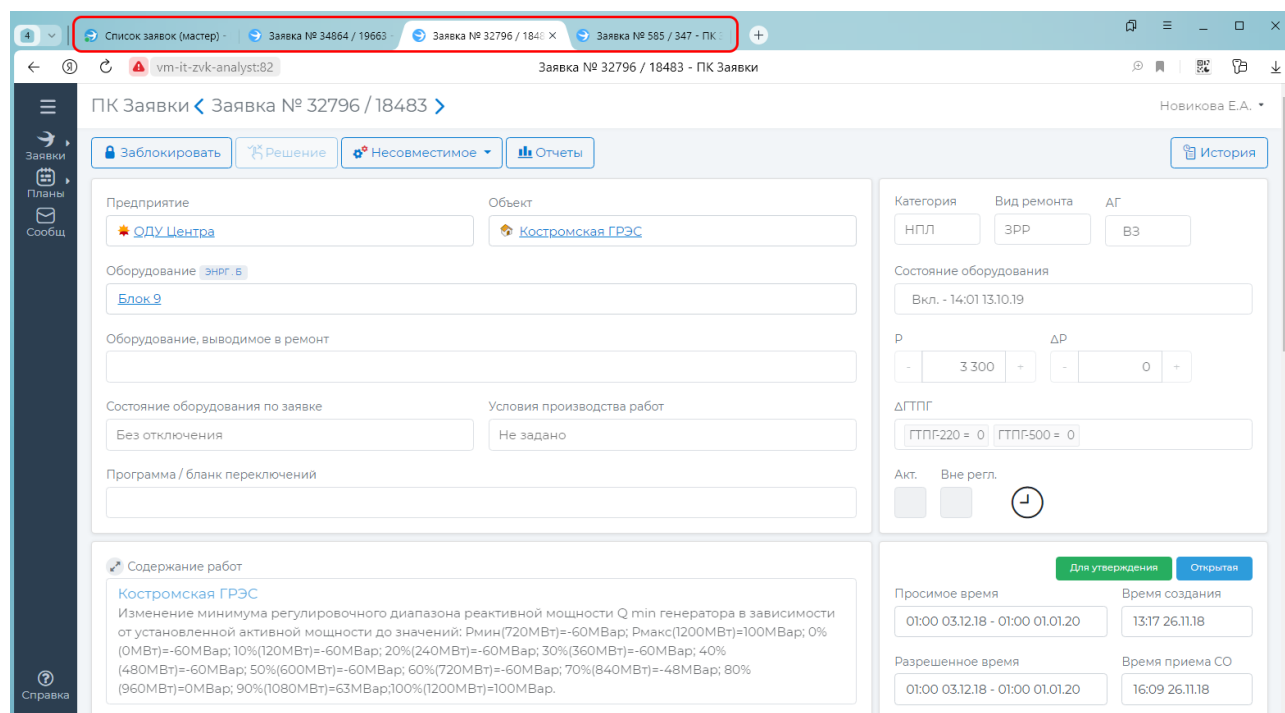 4
Список заявок (мастер) -
Заявка № 34864 / 19663 -
Заявка № 32796 / 1848
Заявка № 585 / 347 - ПК З
vm-it-zvk-analyst:82
Заявка № 32796 / 18483 - ПК Заявки
ПК Заявки
Заявка № 32796 / 18483
Новикова Е.А.
Заявки
Планы
Сообщ
Справка
Заблокировать
Решение
Несовместимое
Отчеты
История
Предприятие
Объект
ОДУ Центра
Костромская ГРЭС
Оборудование ЭНРГ.Б
Блок 9
Оборудование, выводимое в ремонт
Состояние оборудования по заявке
Условия производства работ
Без отключения
Не задано
Программа / бланк переключений
Категория
Вид ремонта
АГ
НПЛ
ЗРР
ВЗ
Состояние оборудования
Вкл. - 14:01 13.10.19
P
ΔP
- 3 300 +
- 0 +
ΔГТПГ
ГТПГ-220 = 0 ГТПГ-500 = 0
Акт.
Вне регл.
Содержание работ
Костромская ГРЭС
Изменение минимума регулировочного диапазона реактивной мощности Q min генератора в зависимости
от установленной активной мощности до значений: Рмин(720МВт)=-60МВар; Рмакс(1200МВт)=100МВар; 0%
(0МВт)=-60МВар; 10%(120МВт)=-60МВар; 20%(240МВт)=-60МВар; 30%(360МВт)=-60МВар; 40%
(480МВт)=-60МВар; 50%(600МВт)=-60МВар; 60%(720МВт)=-60МВар; 70%(840МВт)=-48МВар; 80%
(960МВт)=0МВар; 90%(1080МВт)=63МВар;100%(1200МВт)=100МВар.
Для утверждения
Открытая
Просимое время
Время создания
01:00 03.12.18 - 01:00 01.01.20
13:17 26.11.18
Разрешенное время
Время приема СО
01:00 03.12.18 - 01:00 01.01.20
16:09 26.11.18